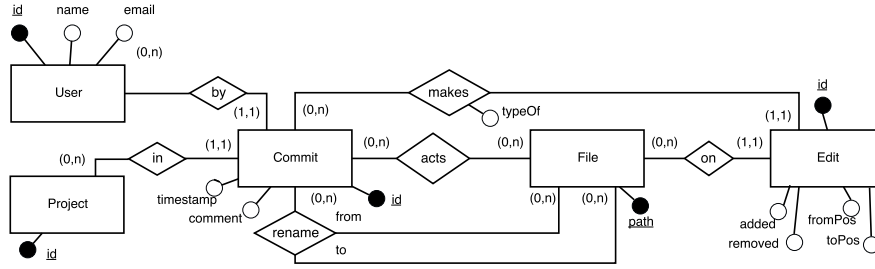 id
name
email
(0,n)
User
by
(1,1)
(0,n)
makes
typeOf
id
(1,1)
(0,n)
in
(1,1)
Commit
(0,n)
acts
(0,n)
File
(0,n)
on
(1,1)
Edit
Project
id
timestamp
comment
(0,n)
from
id
rename
to
(0,n)
(0,n)
path
added
removed
fromPos
toPos